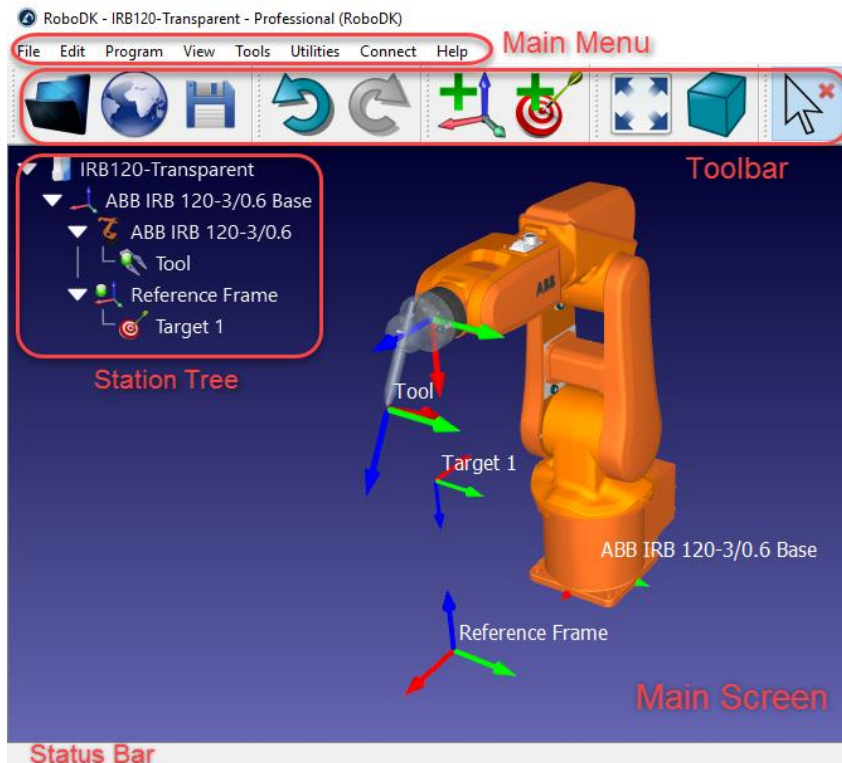 RoboDK - IRB120-Transparent - Professional (RoboDK)
File Edit Program View Tools Utilities Connect Help Main Menu
Toolbar
IRB120-Transparent
ABB IRB 120-3/0.6 Base
ABB IRB 120-3/0.6
Tool
Reference Frame
Target 1
Station Tree
ABB
Tool
Target 1
ABB IRB 120-3/0.6 Base
Reference Frame
Main Screen
Status Bar